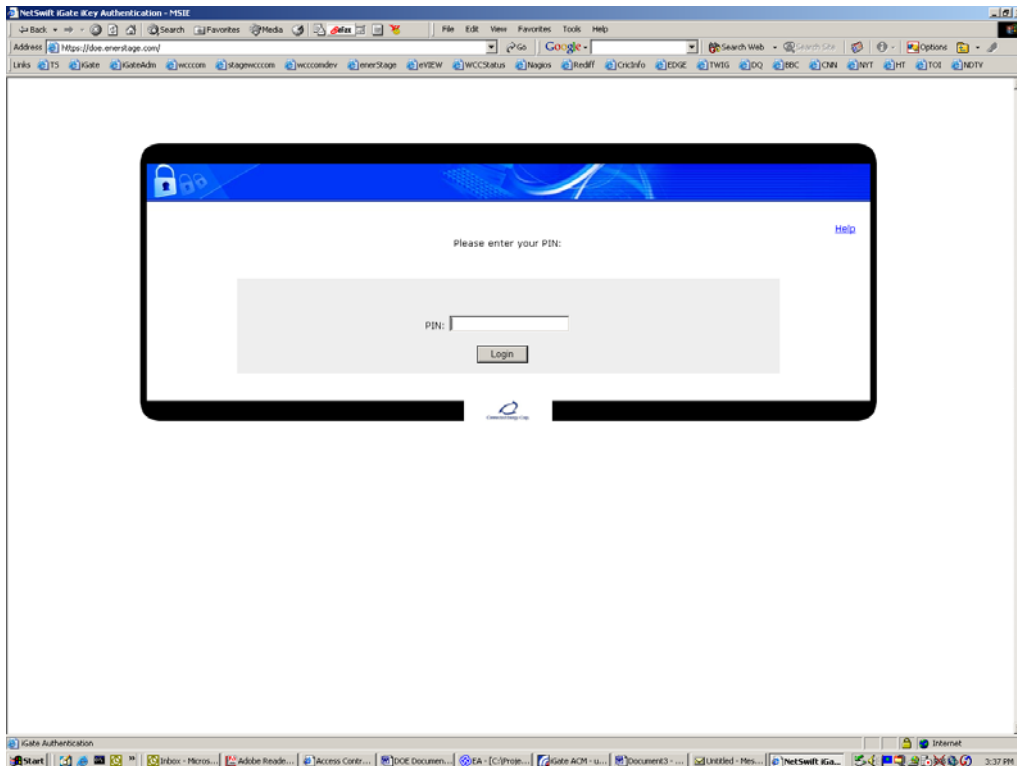 NetSwift iGate iKey Authentication - MSIE
Back Search Favorites Media File Edit View Favorites Tools Help
Address https://doe.enerstage.com/ Go Google Search Web Search Site Options
Links TS iGate iGateAdm wcccom stagewcccom wcccomdev enerStage eVIEW WCCStatus Nagios Rediff CricInfo EDGE TWIG DQ BBC CNN NYT HT TOI NDTV
Help
Please enter your PIN:
PIN:
Login
iGate Authentication Internet
Start Inbox - Micros... Adobe Reade... Access Contr... DOE Documen... EA - [C:\Proje... iGate ACM - u... Document3 - ... Untitled - Mes... NetSwift iGa... 3:37 PM